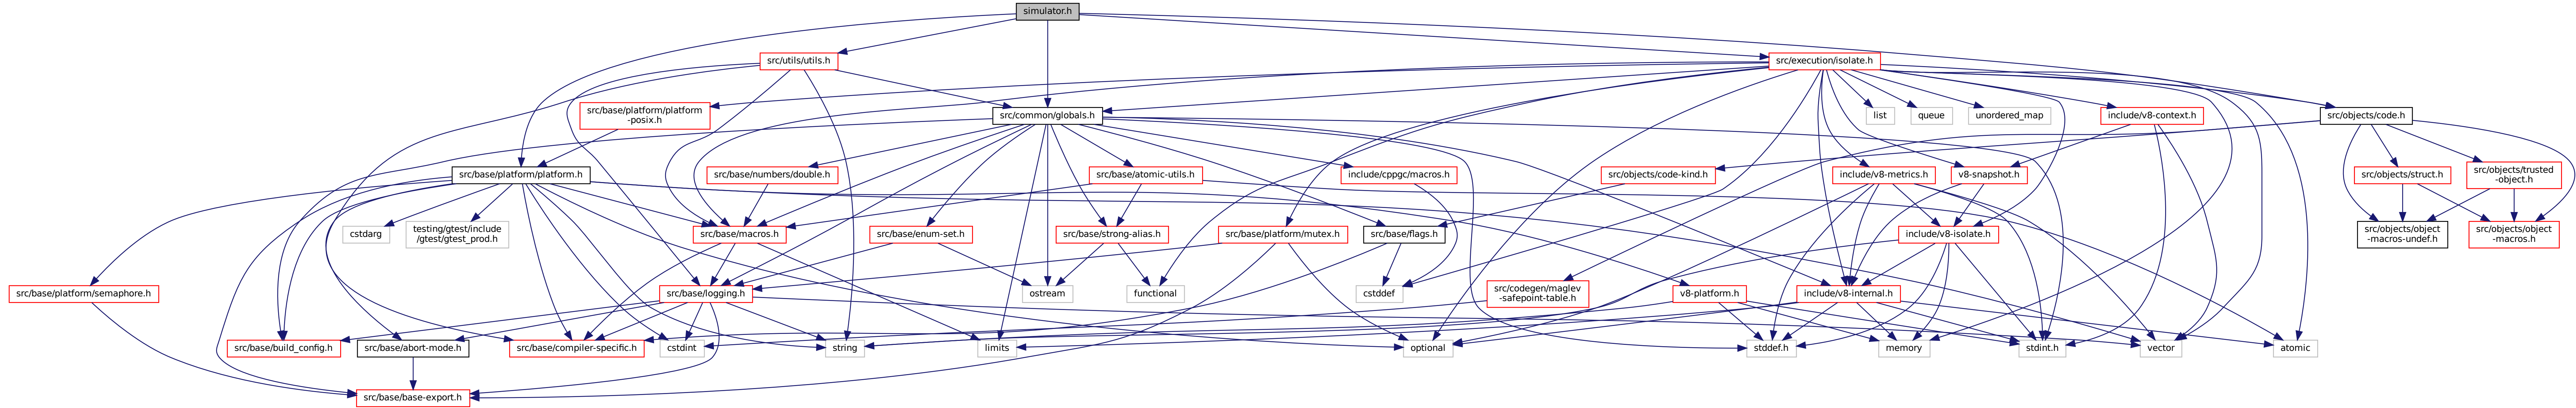 simulator.h
src/utils/utils.h
src/execution/isolate.h
src/base/platform/platform
-posix.h
src/common/globals.h
list
queue
unordered_map
include/v8-context.h
src/objects/code.h
src/base/platform/platform.h
src/base/numbers/double.h
src/base/atomic-utils.h
include/cppgc/macros.h
src/objects/code-kind.h
include/v8-metrics.h
v8-snapshot.h
src/objects/struct.h
src/objects/trusted
-object.h
cstdarg
testing/gtest/include
/gtest/gtest_prod.h
src/base/macros.h
src/base/enum-set.h
src/base/strong-alias.h
src/base/platform/mutex.h
src/base/flags.h
include/v8-isolate.h
src/objects/object
-macros-undef.h
src/objects/object
-macros.h
src/base/platform/semaphore.h
src/base/logging.h
ostream
functional
cstddef
src/codegen/maglev
-safepoint-table.h
v8-platform.h
include/v8-internal.h
src/base/build_config.h
src/base/abort-mode.h
src/base/compiler-specific.h
cstdint
string
limits
optional
stddef.h
memory
stdint.h
vector
atomic
src/base/base-export.h